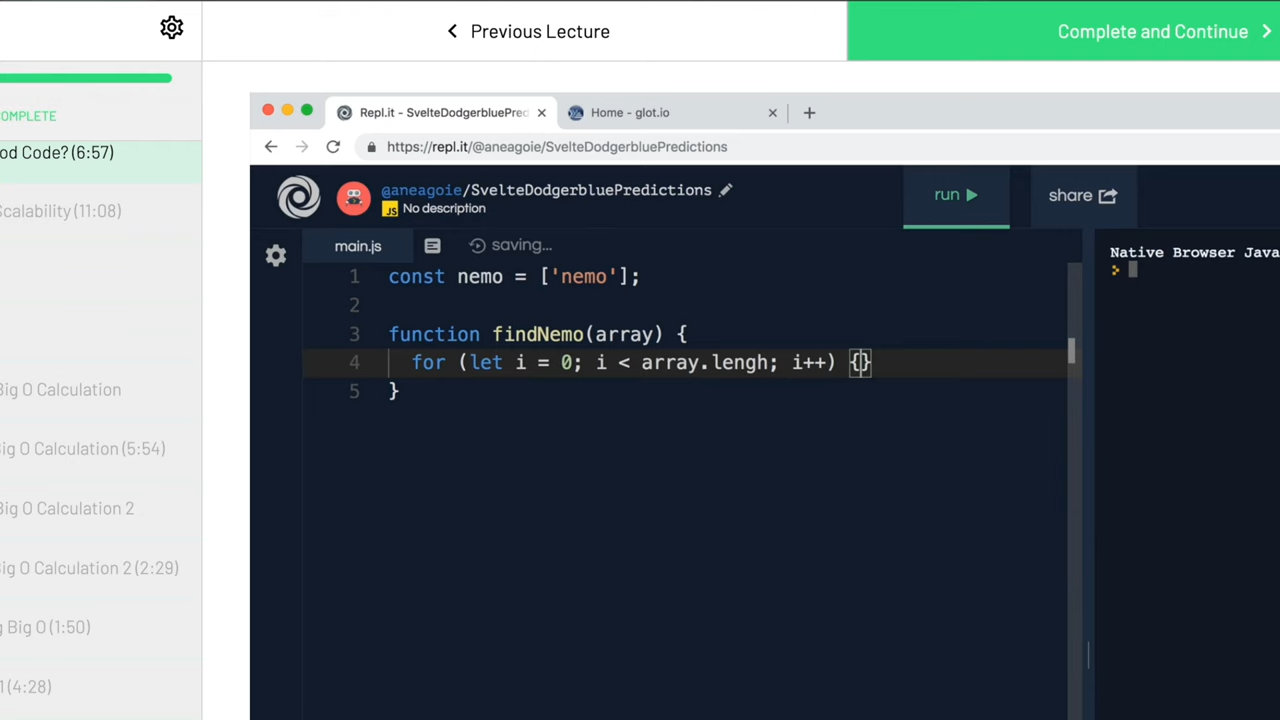 Previous Lecture
Complete and Continue
COMPLETE
od Code? (6:57)
Scalability (11:08)
Big O Calculation
Big O Calculation (5:54)
Big O Calculation 2
Big O Calculation 2 (2:29)
g Big O (1:50)
1 (4:28)
Repl.it - SvelteDodgerbluePred
Home - glot.io
https://repl.it/@aneagoie/SvelteDodgerbluePredictions
@aneagoie/SvelteDodgerbluePredictions
JS No description
run
share
main.js
saving...
1 const nemo = ['nemo'];
2
3 function findNemo(array) {
4 for (let i = 0; i < array.lengh; i++) {}
5 }
Native Browser Java
>